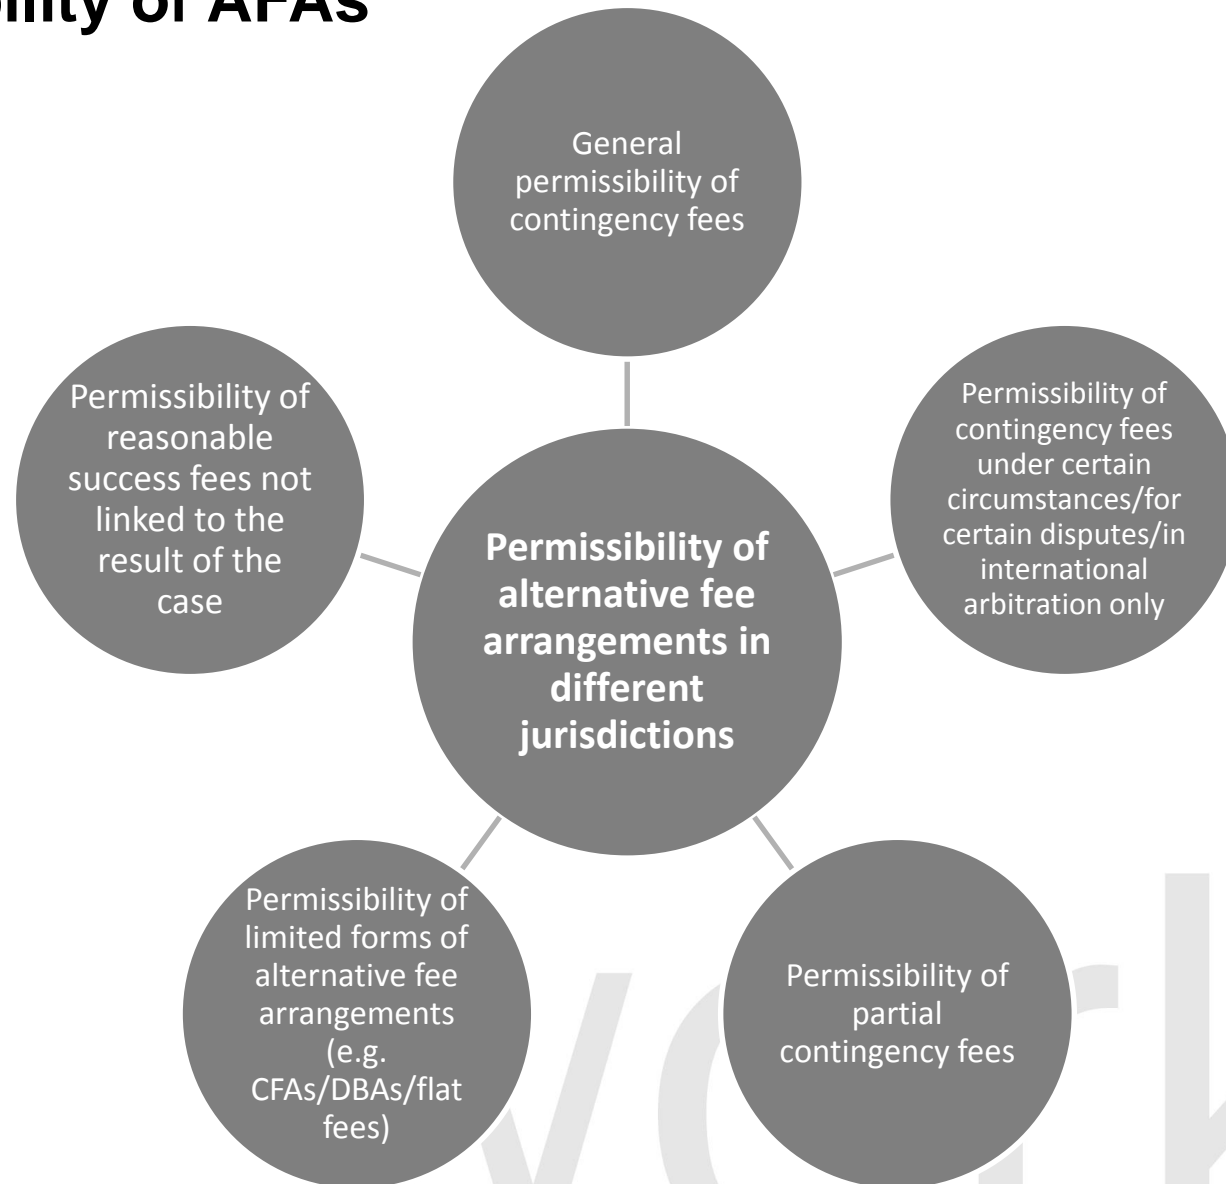 bility of AFAs
General
permissibility of
contingency fees
Permissibility of
contingency fees
under certain
circumstances/for
certain disputes/in
international
arbitration only
Permissibility of
partial
contingency fees
Permissibility of
limited forms of
alternative fee
arrangements
(e.g.
CFAs/DBAs/flat
fees)
Permissibility of
reasonable
success fees not
linked to the
result of the
case
Permissibility of
alternative fee
arrangements in
different
jurisdictions